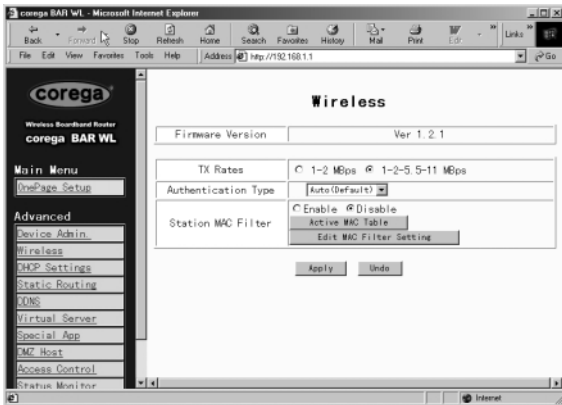 corega BAR WL - Microsoft Internet Explorer
Back Forward Stop Refresh Home Search Favorites History Mail Print Edit Links
File Edit View Favorites Tools Help Address http://192.168.1.1 Go
corega
Wireless Boardband Router
corega BAR WL
Main Menu
OnePage Setup
Advanced
Device Admin.
Wireless
DHCP Settings
Static Routing
DDNS
Virtual Server
Special App
DMZ Host
Access Control
Status Monitor
Wireless
Firmware Version Ver 1.2.1
TX Rates 1-2 MBps 1-2-5.5-11 MBps
Authentication Type Auto(Default)
Station MAC Filter Enable Disable
Active MAC Table
Edit MAC Filter Setting
Apply Undo
Internet